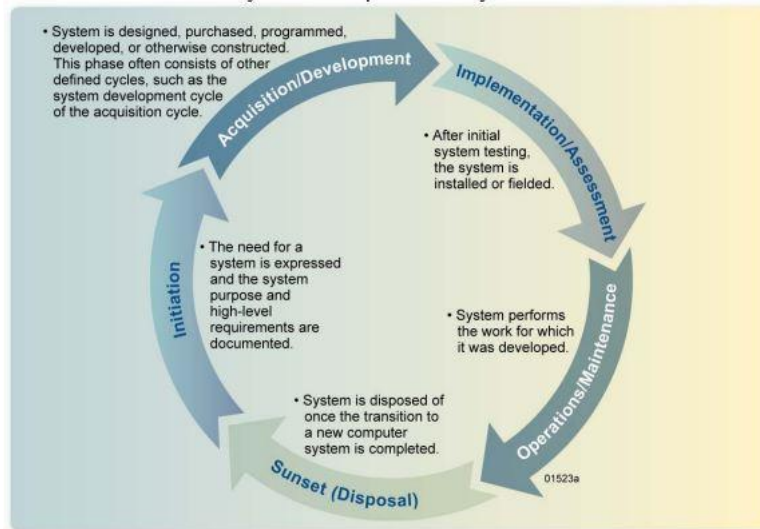 • System is designed, purchased, programmed,
developed, or otherwise constructed.
This phase often consists of other
defined cycles, such as the
system development cycle
of the acquisition cycle.
Acquisition/Development
Implementation/Assessment
• After initial
system testing,
the system is
installed or fielded.
Initiation
• The need for a
system is expressed
and the system
purpose and
high-level
requirements are
documented.
• System performs
the work for which
it was developed.
Operations/Maintenance
• System is disposed of
once the transition to
a new computer
system is completed.
Sunset (Disposal)
01523a